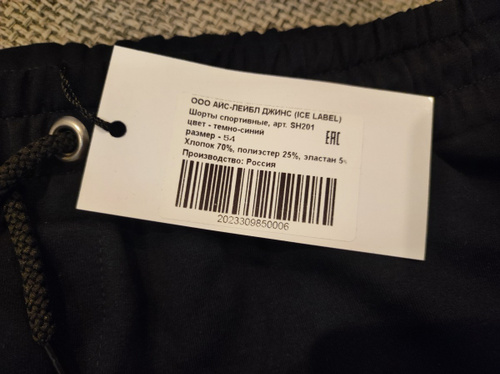 ООО АЙС-ЛЕЙБЛ ДЖИНС (ICE LABEL)
Шорты спортивные, арт. SH201
цвет - темно-синий
EAC
размер - 54
Хлопок 70%, полиэстер 25%, эластан 5%
Производство: Россия
2023309850006